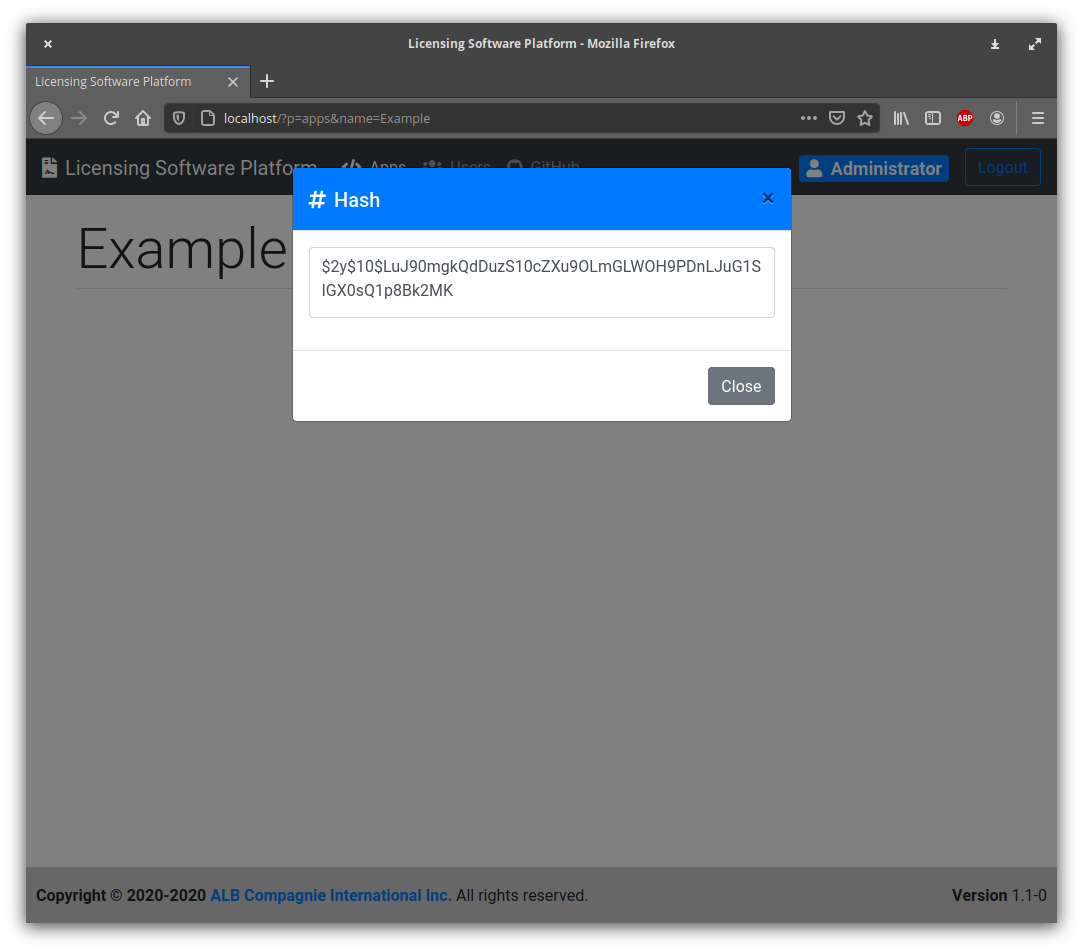 Licensing Software Platform - Mozilla Firefox
Licensing Software Platform
localhost/?p=apps&name=Example
ABP
Licensing Software Platform Apps Users GitHub Administrator Logout
# Hash
Example
$2y$10$LuJ90mgkQdDuzS10cZXu9OLmGLWOH9PDnLJuG1S
lGX0sQ1p8Bk2MK
Close
Copyright © 2020-2020 ALB Compagnie International Inc. All rights reserved. Version 1.1-0